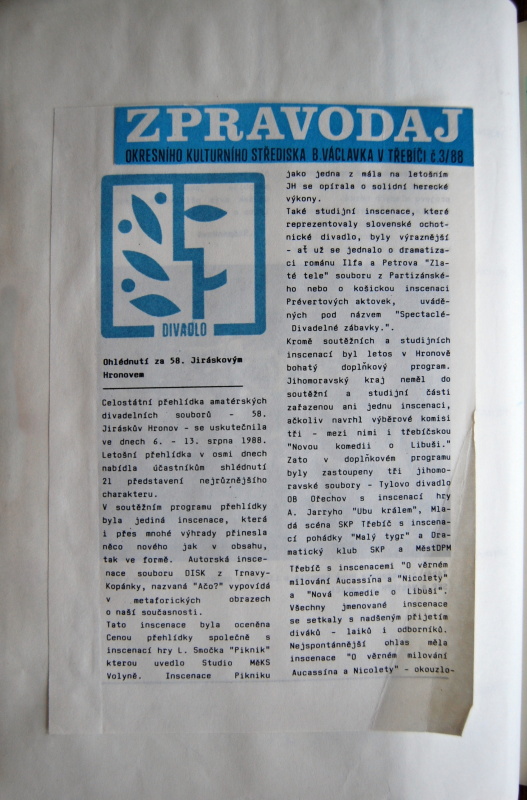 ZPRAVODAJ
OKRESNÍHO KULTURNÍHO STŘEDISKA B.VÁCLAVKA V TŘEBÍČI č.3/88
DIVADLO
Ohlédnutí za 58. Jiráskovým
Hronovem
Celostátní přehlídka amatérských
divadelních souborů - 58.
Jiráskův Hronov - se uskutečnila
ve dnech 6. - 13. srpna 1988.
Letošní přehlídka v osmi dnech
nabídla účastníkům shlédnutí
21 představení nejrůznějšího
charakteru.
V soutěžním programu přehlídky
byla jediná inscenace, která
i přes mnohé výhrady přinesla
něco nového jak v obsahu,
tak ve formě. Autorská insce-
nace souboru DISK z Trnavy-
Kopánky, nazvaná "Ačo?" vypovídá
v metaforických obrazech
o naší současnosti.
Tato inscenace byla oceněna
Cenou přehlídky společně s
inscenací hry L. Smočka "Piknik"
kterou uvedlo Studio MěKS
Volyně. Inscenace Pikniku
jako jedna z mála na letošním
JH se opírala o solidní herecké
výkony.
Také studijní inscenace, které
reprezentovaly slovenské ochot-
nické divadlo, byly výraznější
- ať už se jednalo o dramatiza-
ci románu Ilfa a Petrova "Zla-
té tele" souboru z Partizánské-
ho nebo o košickou inscenaci
Prévertových aktovek, uvádě-
ných pod názvem "Spectaclé-
Divadelné zábavky.".
Kromě soutěžních a studijních
inscenací byl letos v Hronově
bohatý doplňkový program.
Jihomoravský kraj neměl do
soutěžní a studijní části
zařazenou ani jednu inscenaci,
ačkoliv navrhl výběrové komisi
tři - mezi nimi i třebíčskou
"Novou komedii o Libuši."
Zato v doplňkovém programu
byly zastoupeny tři jihomo-
ravské soubory - Tylovo divadlo
OB Ořechov s inscenací hry
A. Jarryho "Ubu králem", Mla-
dá scéna SKP Třebíč s inscena-
cí pohádky "Malý tygr" a Dra-
matický klub SKP a MěstDPM
Třebíč s inscenacemi "O věrném
milování Aucassina a "Nicolety"
a "Nová komedie o Libuši".
Všechny jmenované inscenace
se setkaly s nadšeným přijetím
diváků - laiků i odborníků.
Nejspontánnější ohlas měla
inscenace "O věrném milování
Aucassína a Nicolety" - okouzlo-